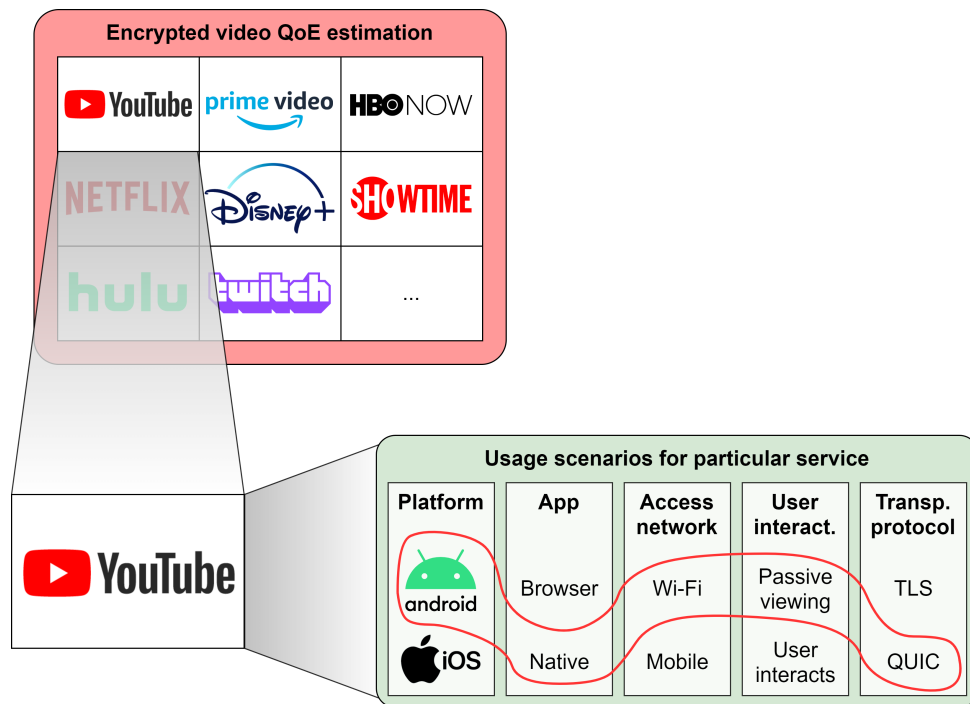 Encrypted video QoE estimation
YouTube
prime video
HBO NOW
NETFLIX
Disney+
SHOWTIME
hulu
twitch
...
YouTube
Usage scenarios for particular service
Platform
android
iOS
App
Browser
Native
Access
network
Wi-Fi
Mobile
User
interact.
Passive
viewing
User
interacts
Transp.
protocol
TLS
QUIC